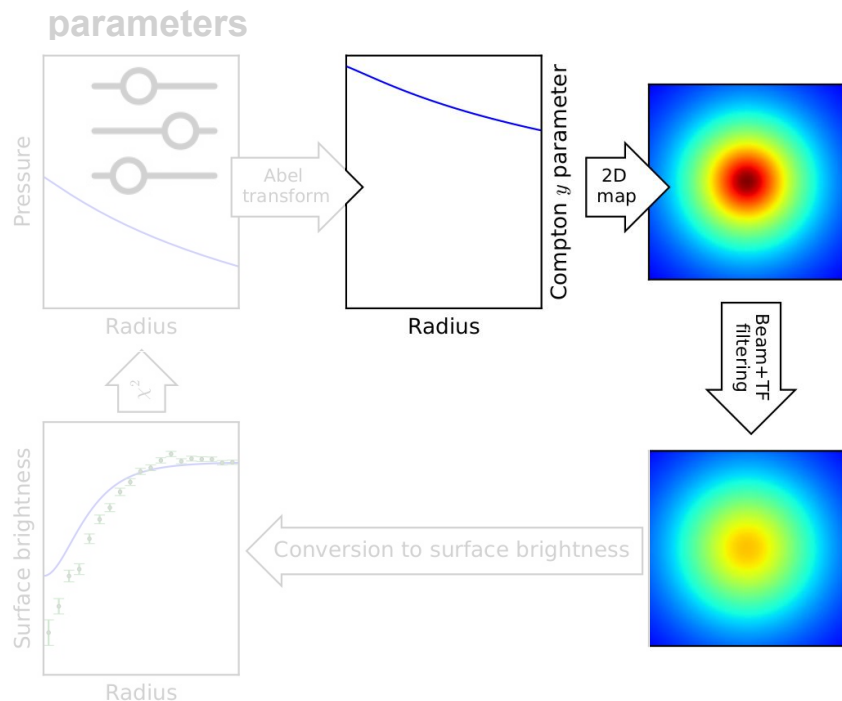 parameters
Pressure
Radius
Abel
transform
Compton y parameter
Radius
2D
map
Beam+TF
filtering
χ²
Surface brightness
Radius
Conversion to surface brightness